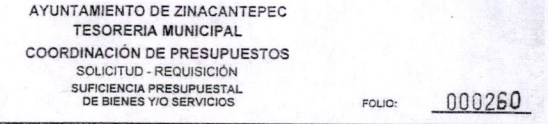 AYUNTAMIENTO DE ZINACANTEPEC
TESORERIA MUNICIPAL
COORDINACIÓN DE PRESUPUESTOS
SOLICITUD - REQUISICIÓN
SUFICIENCIA PRESUPUESTAL
DE BIENES Y/O SERVICIOS
FOLIO: 000260